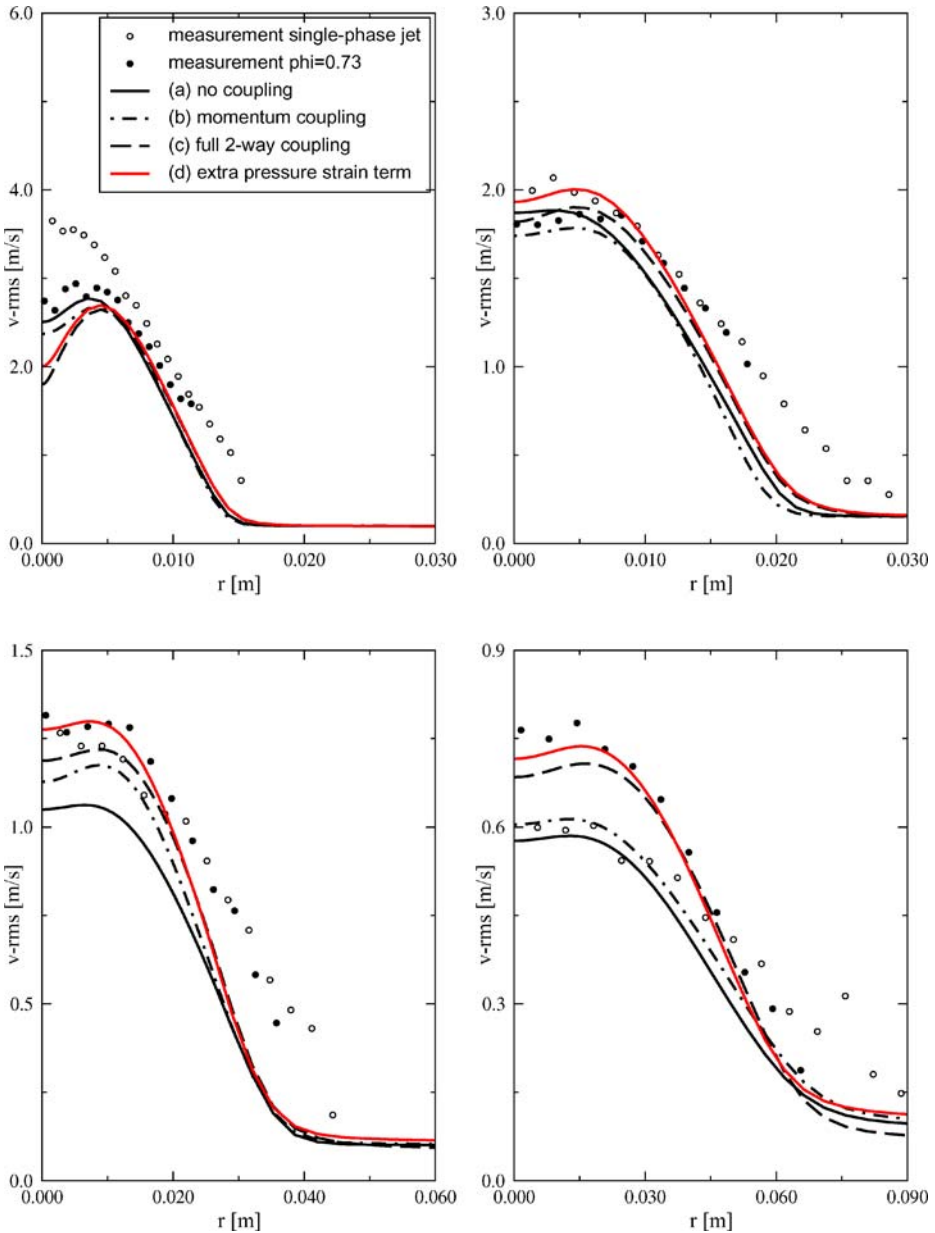 6.0
4.0
2.0
0.0
v-rms [m/s]
measurement single-phase jet
measurement phi=0.73
(a) no coupling
(b) momentum coupling
(c) full 2-way coupling
(d) extra pressure strain term
0.000 0.010 0.020 0.030
r [m]
3.0
2.0
1.0
0.0
v-rms [m/s]
0.000 0.010 0.020 0.030
r [m]
1.5
1.0
0.5
0.0
v-rms [m/s]
0.000 0.020 0.040 0.060
r [m]
0.9
0.6
0.3
0.0
v-rms [m/s]
0.000 0.030 0.060 0.090
r [m]